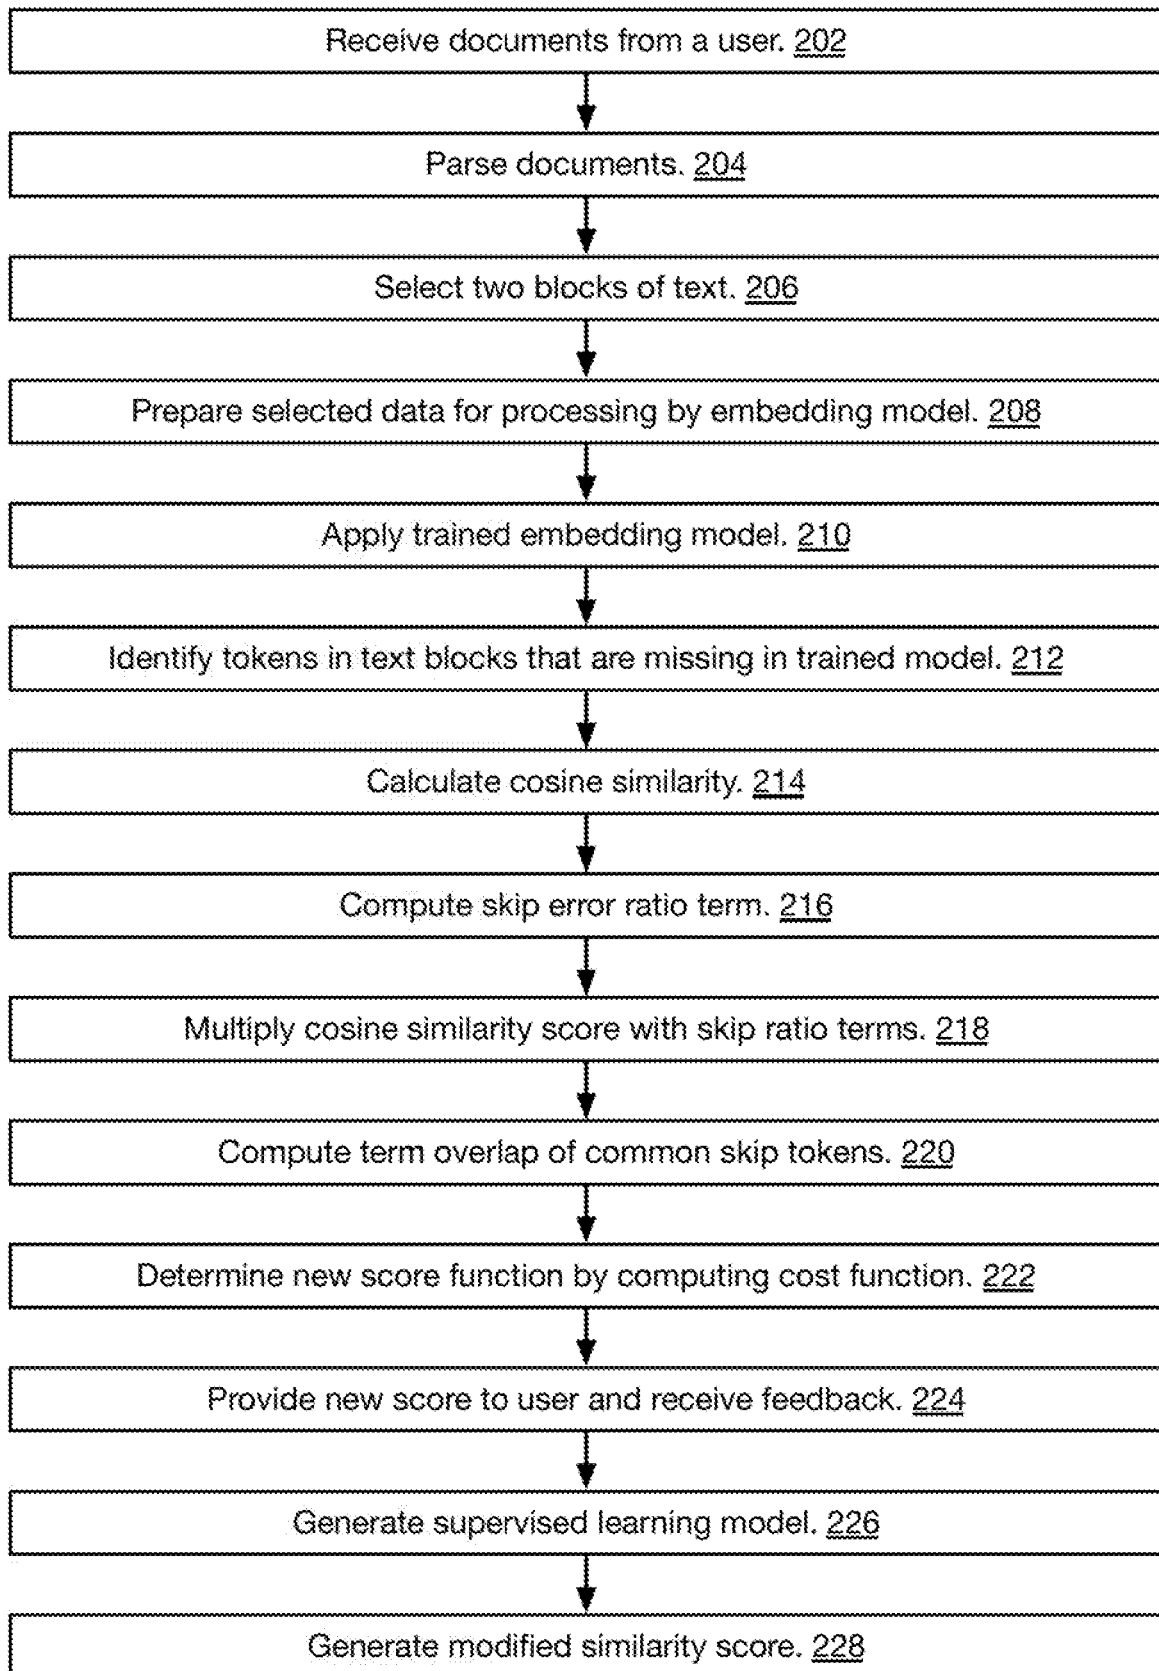 Receive documents from a user. 202
Parse documents. 204
Select two blocks of text. 206
Prepare selected data for processing by embedding model. 208
Apply trained embedding model. 210
Identify tokens in text blocks that are missing in trained model. 212
Calculate cosine similarity. 214
Compute skip error ratio term. 216
Multiply cosine similarity score with skip ratio terms. 218
Compute term overlap of common skip tokens. 220
Determine new score function by computing cost function. 222
Provide new score to user and receive feedback. 224
Generate supervised learning model. 226
Generate modified similarity score. 228